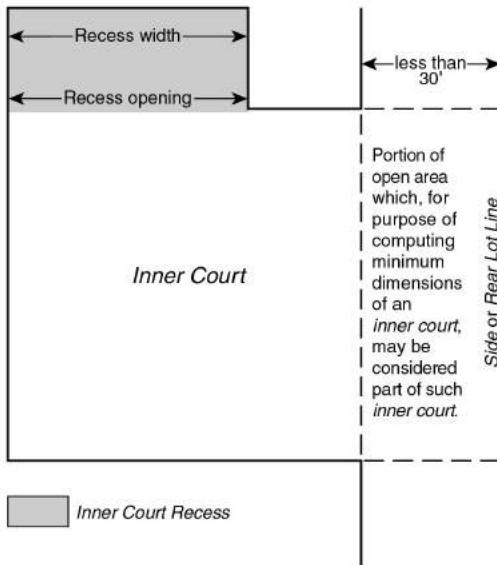 Recess width
less than
30'
Recess opening
Portion of
open area
which, for
purpose of
computing
minimum
dimensions
of an
inner court,
may be
considered
part of such
inner court.
Inner Court
Side or Rear Lot Line
Inner Court Recess